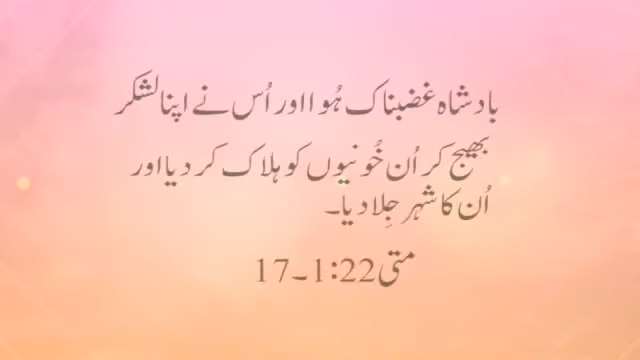 بادشاہ غضبناک ہُوا اور اُس نے اپنا لشکر
بھیج کر اُن خُونیوں کو ہلاک کر دیا اور
اُن کا شہر جِلا دیا۔
متی 22:1۔17